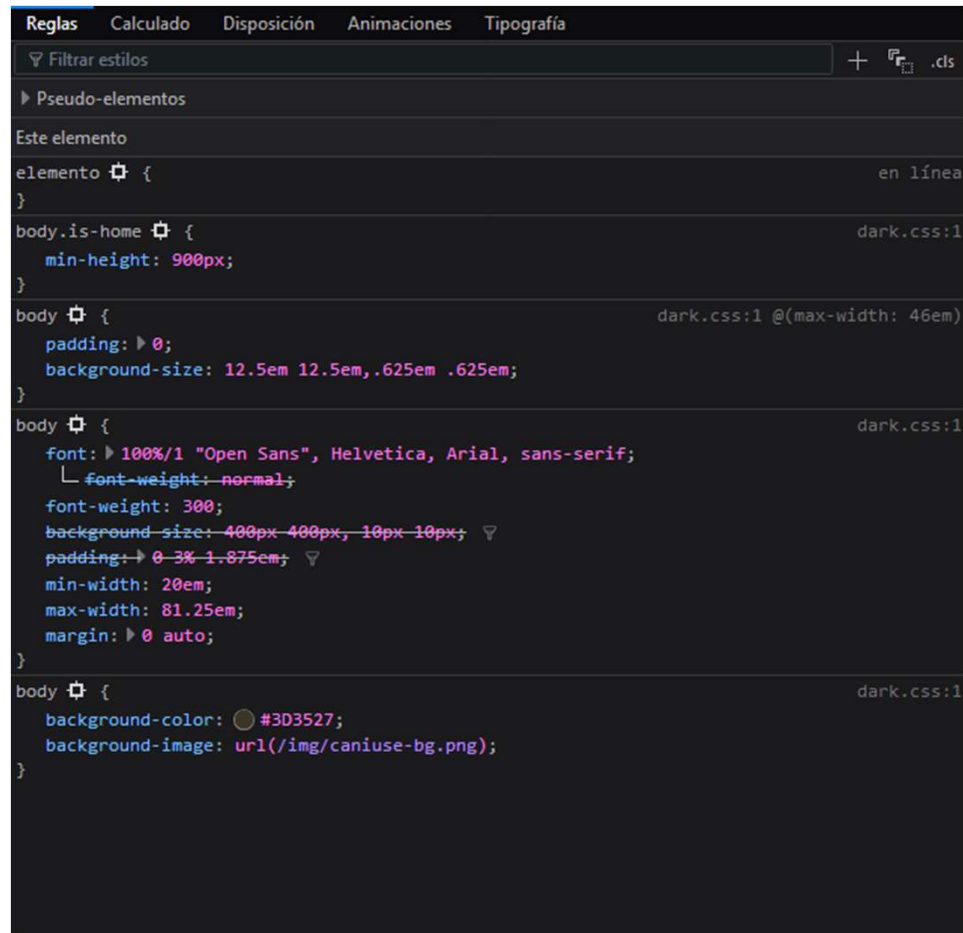 Reglas Calculado Disposición Animaciones Tipografía
Filtrar estilos .cls
Pseudo-elementos
Este elemento
elemento { en línea
}
body.is-home { dark.css:1
min-height: 900px;
}
body { dark.css:1 @(max-width: 46em)
padding: 0;
background-size: 12.5em 12.5em,.625em .625em;
}
body { dark.css:1
font: 100%/1 "Open Sans", Helvetica, Arial, sans-serif;
font-weight: normal;
font-weight: 300;
background-size: 400px 400px, 10px 10px;
padding: 0 3% 1.875em;
min-width: 20em;
max-width: 81.25em;
margin: 0 auto;
}
body { dark.css:1
background-color: #3D3527;
background-image: url(/img/caniuse-bg.png);
}